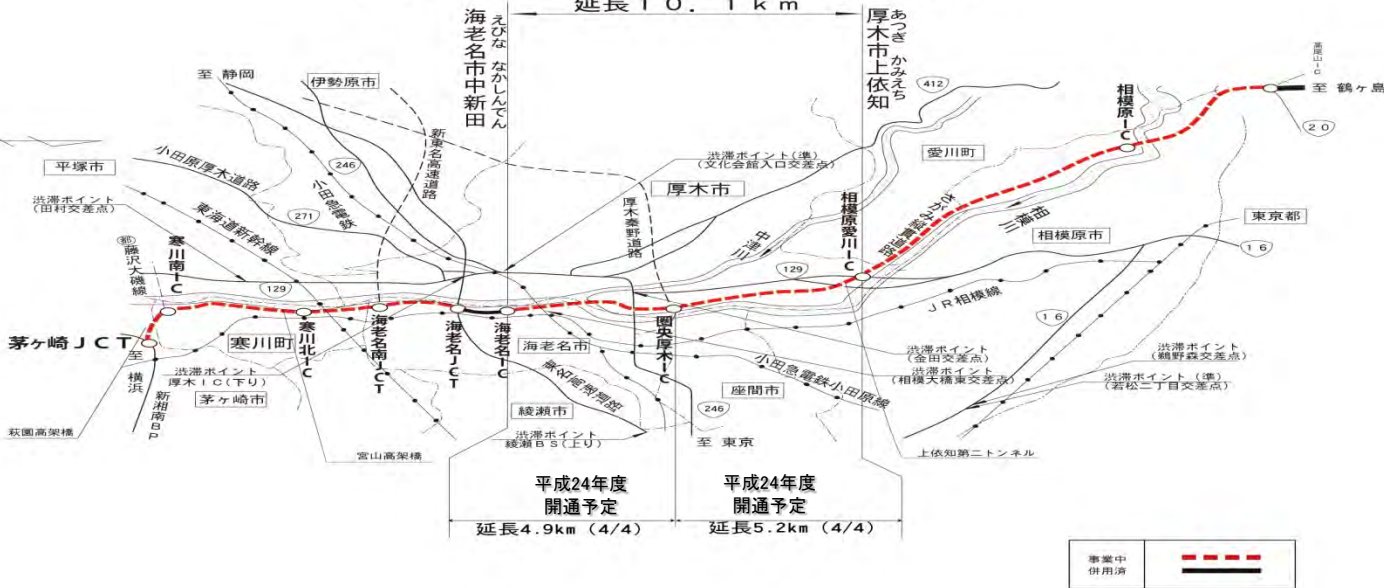 延長10.1km
海老名市中新田
えびな なかしんでん
厚木市上依知
あつぎ かみえち
至 静岡
伊勢原市
新東名高速道路
246
412
高尾山IC
至 鶴ヶ島
20
相模原IC
平塚市
小田原厚木道路
小田急電鉄
渋滞ポイント(準)
(文化会館入口交差点)
愛川町
厚木市
渋滞ポイント
(田村交差点)
東海道新幹線
271
厚木秦野道路
中津川
相模原愛川IC
さがみ縦貫道路
相模川
相模原市
東京都
16
都
藤沢大磯線
寒川南IC
129
129
JR相模線
16
茅ヶ崎JCT
至 横浜
新湘南BP
寒川町
寒川北IC
海老名南JCT
海老名JCT
海老名IC
海老名市
圏央厚木IC
渋滞ポイント
(金田交差点)
渋滞ポイント
(鵜野森交差点)
渋滞ポイント
厚木IC(下り)
茅ヶ崎市
小田急電鉄小田原線
渋滞ポイント
(相模大橋東交差点)
渋滞ポイント(準)
(若松二丁目交差点)
綾瀬市
座間市
246
萩園高架橋
渋滞ポイント
綾瀬BS(上り)
至 東京
宮山高架橋
上依知第二トンネル
平成24年度
開通予定
平成24年度
開通予定
延長4.9km (4/4)
延長5.2km (4/4)
事業中
併用済